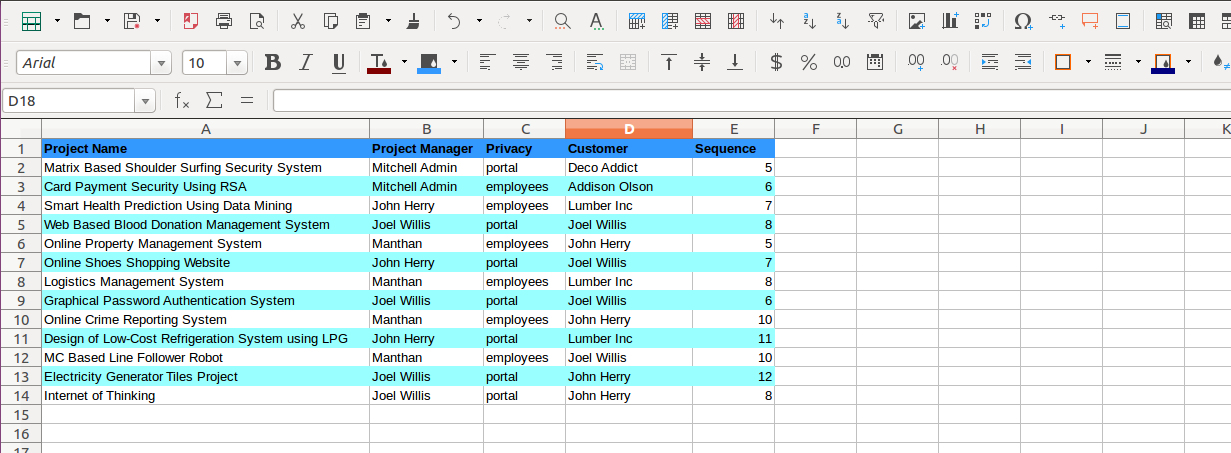 Arial 10 B I U $ % 0.0 .00 .00
D18 fx Σ =
A B C D E F G H I J K
1 Project Name Project Manager Privacy Customer Sequence
2 Matrix Based Shoulder Surfing Security System Mitchell Admin portal Deco Addict 5
3 Card Payment Security Using RSA Mitchell Admin employees Addison Olson 6
4 Smart Health Prediction Using Data Mining John Herry employees Lumber Inc 7
5 Web Based Blood Donation Management System Joel Willis portal Joel Willis 8
6 Online Property Management System Manthan employees John Herry 5
7 Online Shoes Shopping Website John Herry portal Joel Willis 7
8 Logistics Management System Manthan employees Lumber Inc 8
9 Graphical Password Authentication System Joel Willis portal Joel Willis 6
10 Online Crime Reporting System Manthan employees John Herry 10
11 Design of Low-Cost Refrigeration System using LPG John Herry portal Lumber Inc 11
12 MC Based Line Follower Robot Manthan employees Joel Willis 10
13 Electricity Generator Tiles Project Joel Willis portal John Herry 12
14 Internet of Thinking Joel Willis portal John Herry 8
15
16
17